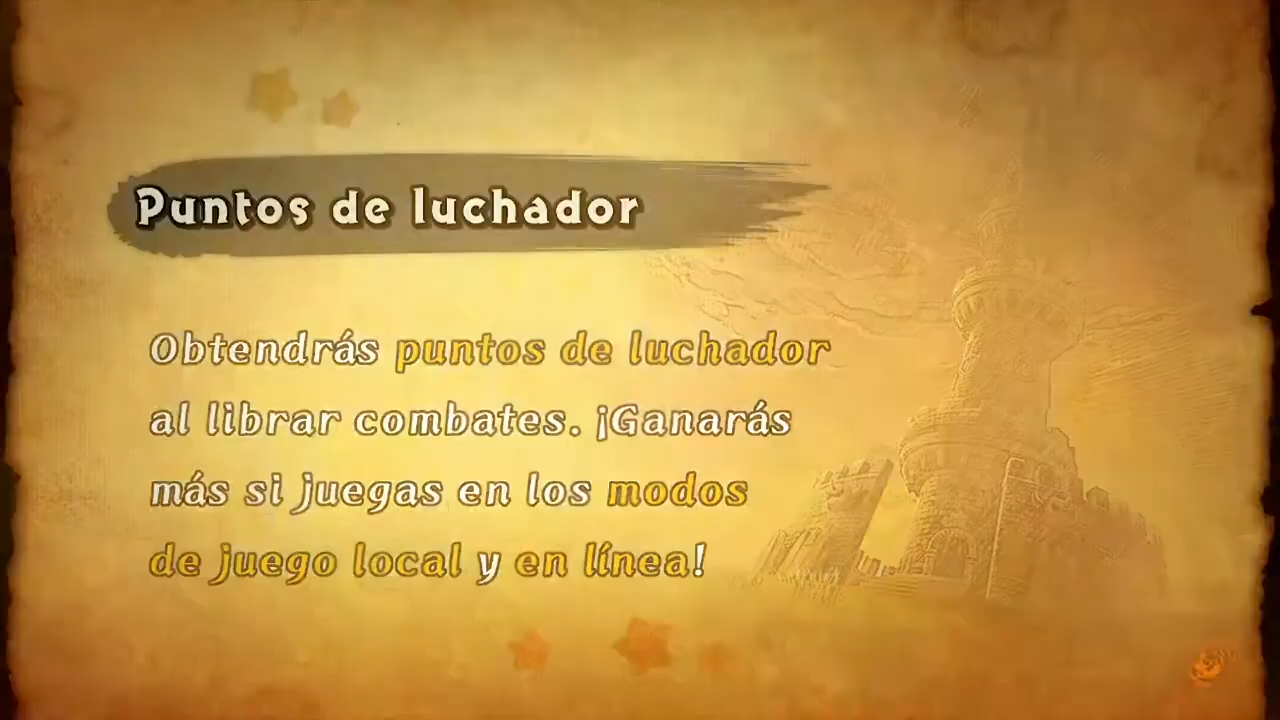 Puntos de luchador
Obtendrás puntos de luchador
al librar combates. ¡Ganarás
más si juegas en los modos
de juego local y en línea!